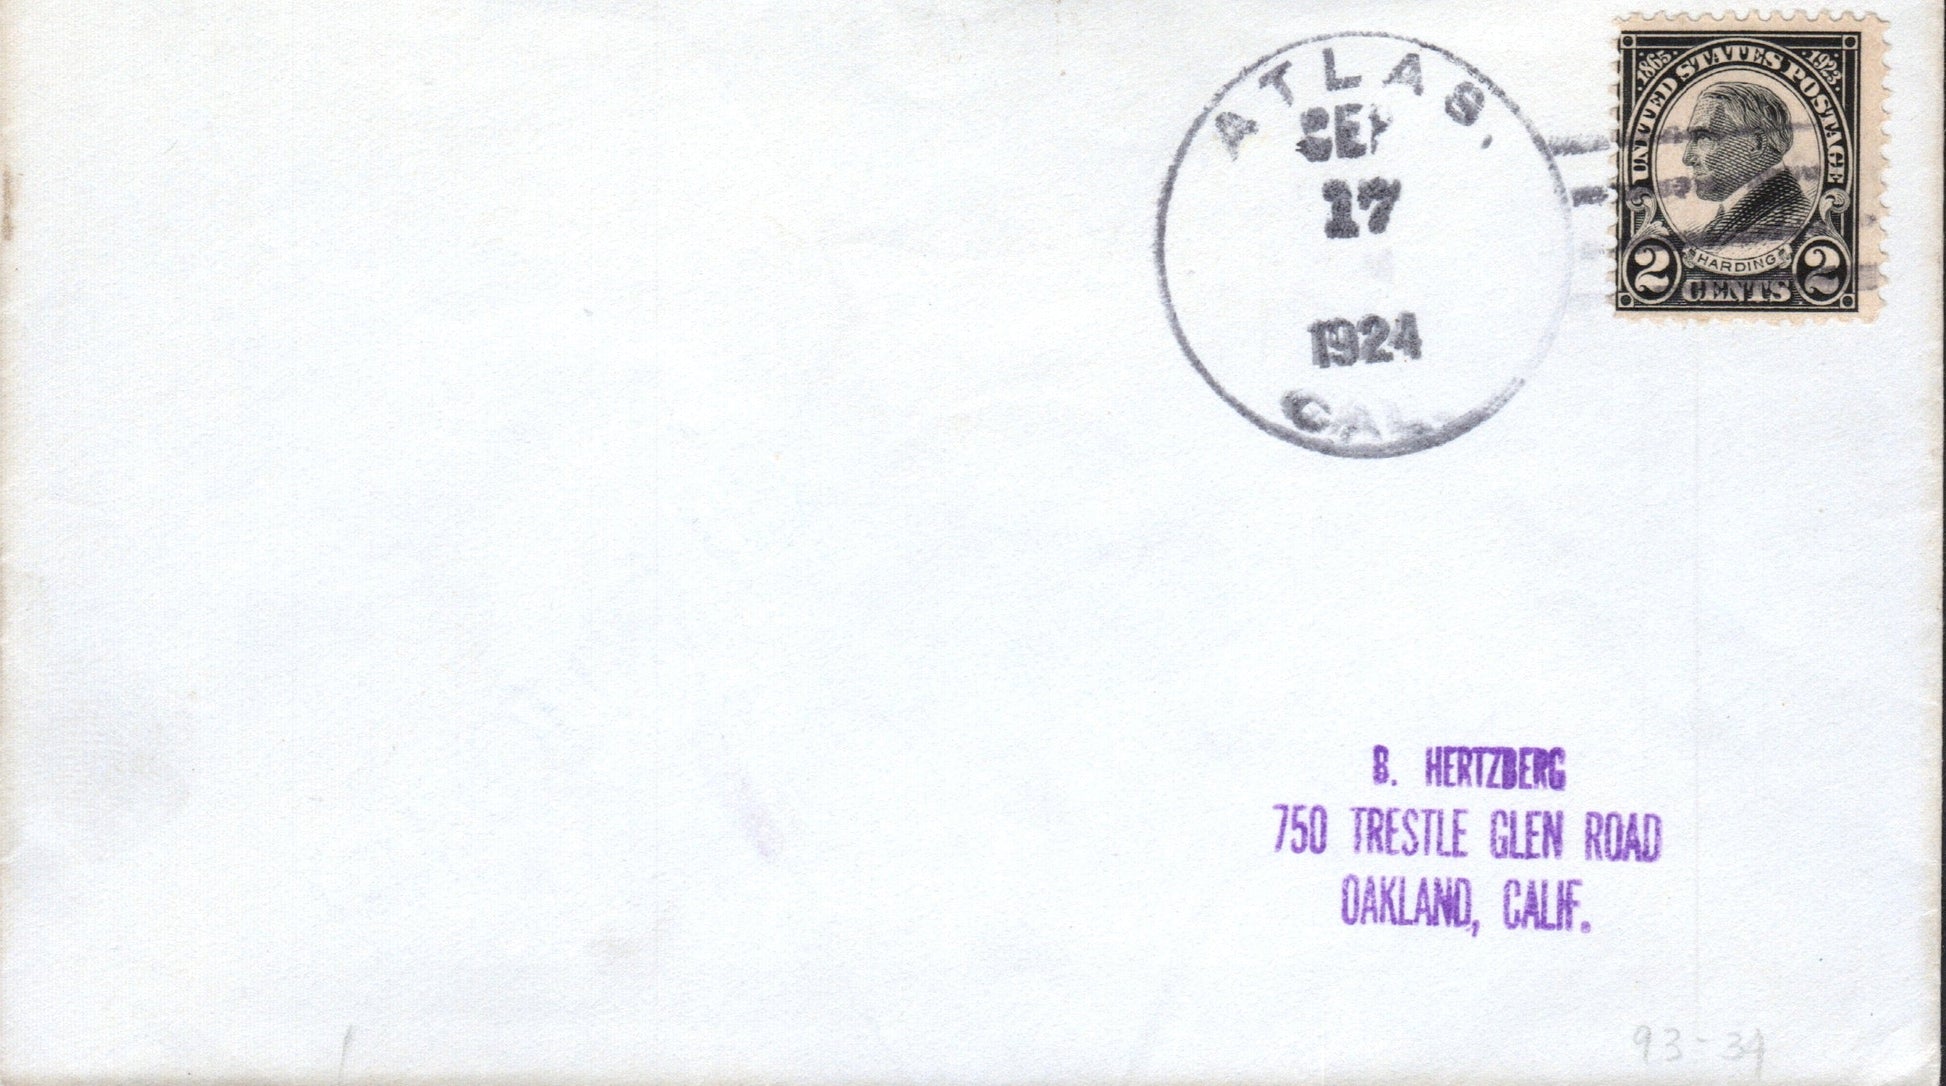 ATLAS,
SEP
17
1924
CAL
1865 1923
UNITED STATES POSTAGE
HARDING
2 CENTS 2
B. HERTZBERG
750 TRESTLE GLEN ROAD
OAKLAND, CALIF.
93-34